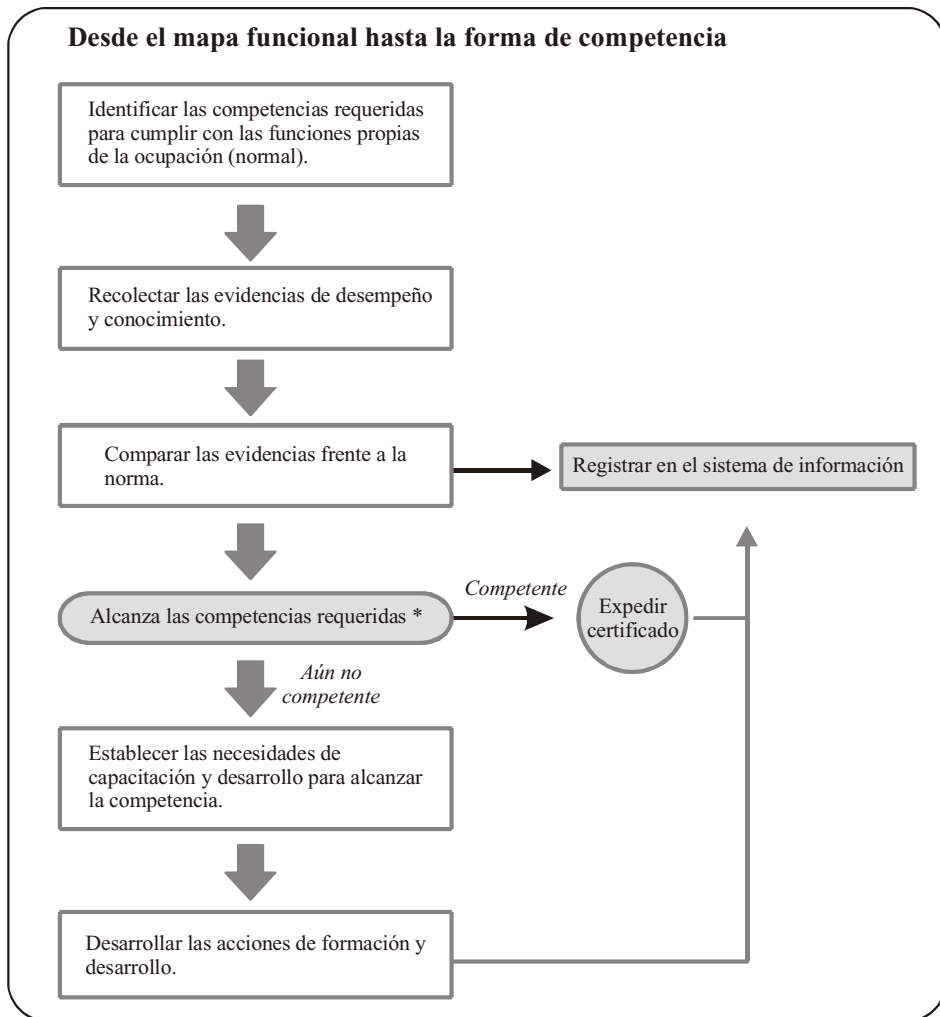 Desde el mapa funcional hasta la forma de competencia
Identificar las competencias requeridas
para cumplir con las funciones propias
de la ocupación (normal).
Recolectar las evidencias de desempeño
y conocimiento.
Comparar las evidencias frente a la
norma.
Registrar en el sistema de información
Alcanza las competencias requeridas *
Competente
Expedir
certificado
Aún no
competente
Establecer las necesidades de
capacitación y desarrollo para alcanzar
la competencia.
Desarrollar las acciones de formación y
desarrollo.